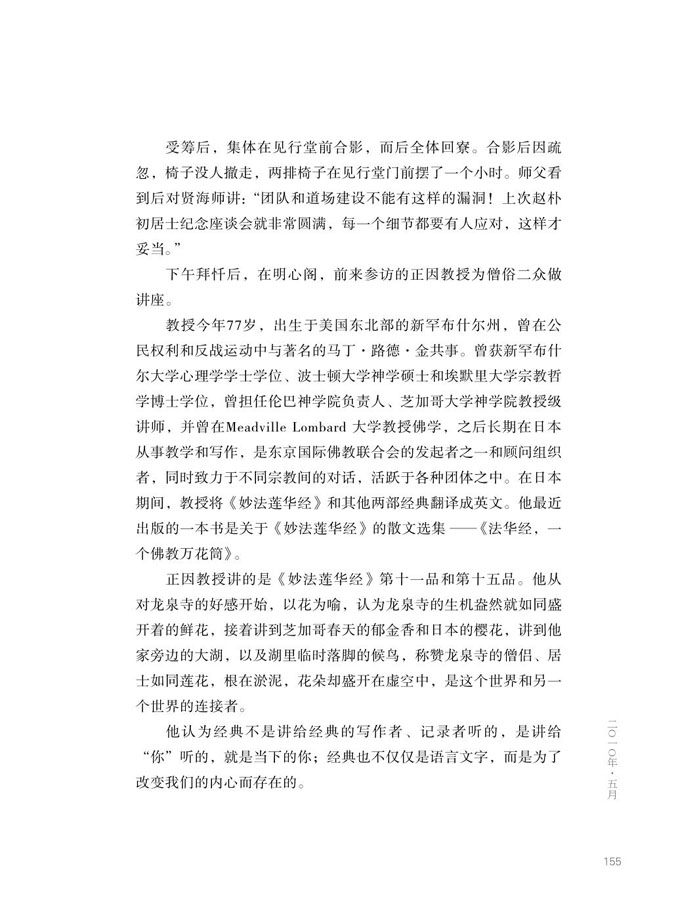 受筹后，集体在见行堂前合影，而后全体回寮。合影后因疏
忽，椅子没人撤走，两排椅子在见行堂门前摆了一个小时。师父看
到后对贤海师讲：“团队和道场建设不能有这样的漏洞！上次赵朴
初居士纪念座谈会就非常圆满，每一个细节都要有人应对，这样才
妥当。”
下午拜忏后，在明心阁，前来参访的正因教授为僧俗二众做
讲座。
教授今年77岁，出生于美国东北部的新罕布什尔州，曾在公
民权利和反战运动中与著名的马丁·路德·金共事。曾获新罕布什
尔大学心理学学士学位、波士顿大学神学硕士和埃默里大学宗教哲
学博士学位，曾担任伦巴神学院负责人、芝加哥大学神学院教授级
讲师，并曾在Meadville Lombard 大学教授佛学，之后长期在日本
从事教学和写作，是东京国际佛教联合会的发起者之一和顾问组织
者，同时致力于不同宗教间的对话，活跃于各种团体之中。在日本
期间，教授将《妙法莲华经》和其他两部经典翻译成英文。他最近
出版的一本书是关于《妙法莲华经》的散文选集 ——《法华经，一
个佛教万花筒》。
正因教授讲的是《妙法莲华经》第十一品和第十五品。他从
对龙泉寺的好感开始，以花为喻，认为龙泉寺的生机盎然就如同盛
开着的鲜花，接着讲到芝加哥春天的郁金香和日本的樱花，讲到他
家旁边的大湖，以及湖里临时落脚的候鸟，称赞龙泉寺的僧侣、居
士如同莲花，根在淤泥，花朵却盛开在虚空中，是这个世界和另一
个世界的连接者。
他认为经典不是讲给经典的写作者、记录者听的，是讲给
“你”听的，就是当下的你；经典也不仅仅是语言文字，而是为了
改变我们的内心而存在的。
二〇一〇年·五月
155